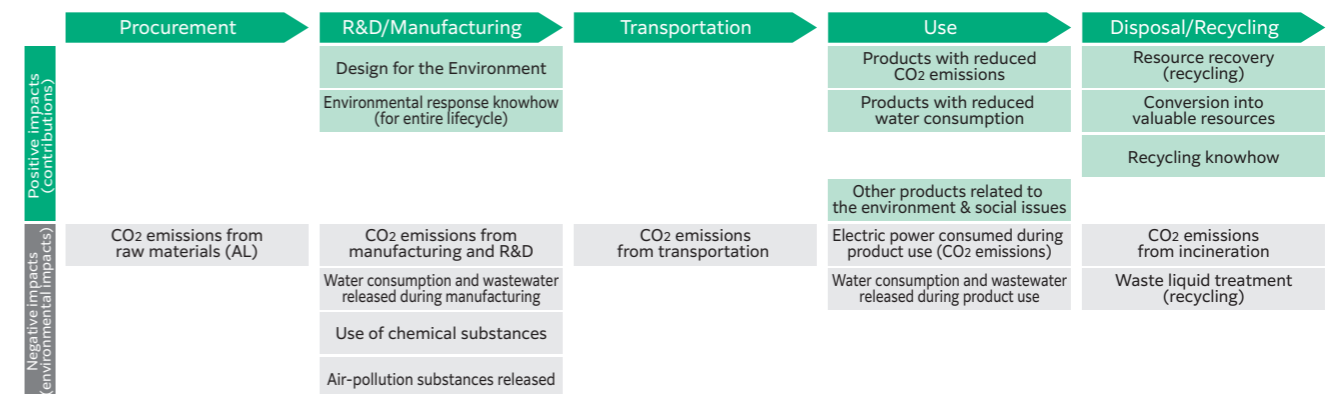 Procurement
R&D/Manufacturing
Transportation
Use
Disposal/Recycling
Positive impacts
(contributions)
Design for the Environment
Environmental response knowhow
(for entire lifecycle)
Products with reduced
CO2 emissions
Products with reduced
water consumption
Other products related to
the environment & social issues
Resource recovery
(recycling)
Conversion into
valuable resources
Recycling knowhow
Negative impacts
(environmental impacts)
CO2 emissions from
raw materials (AL)
CO2 emissions from
manufacturing and R&D
Water consumption and wastewater
released during manufacturing
Use of chemical substances
Air-pollution substances released
CO2 emissions
from transportation
Electric power consumed during
product use (CO2 emissions)
Water consumption and wastewater
released during product use
CO2 emissions
from incineration
Waste liquid treatment
(recycling)